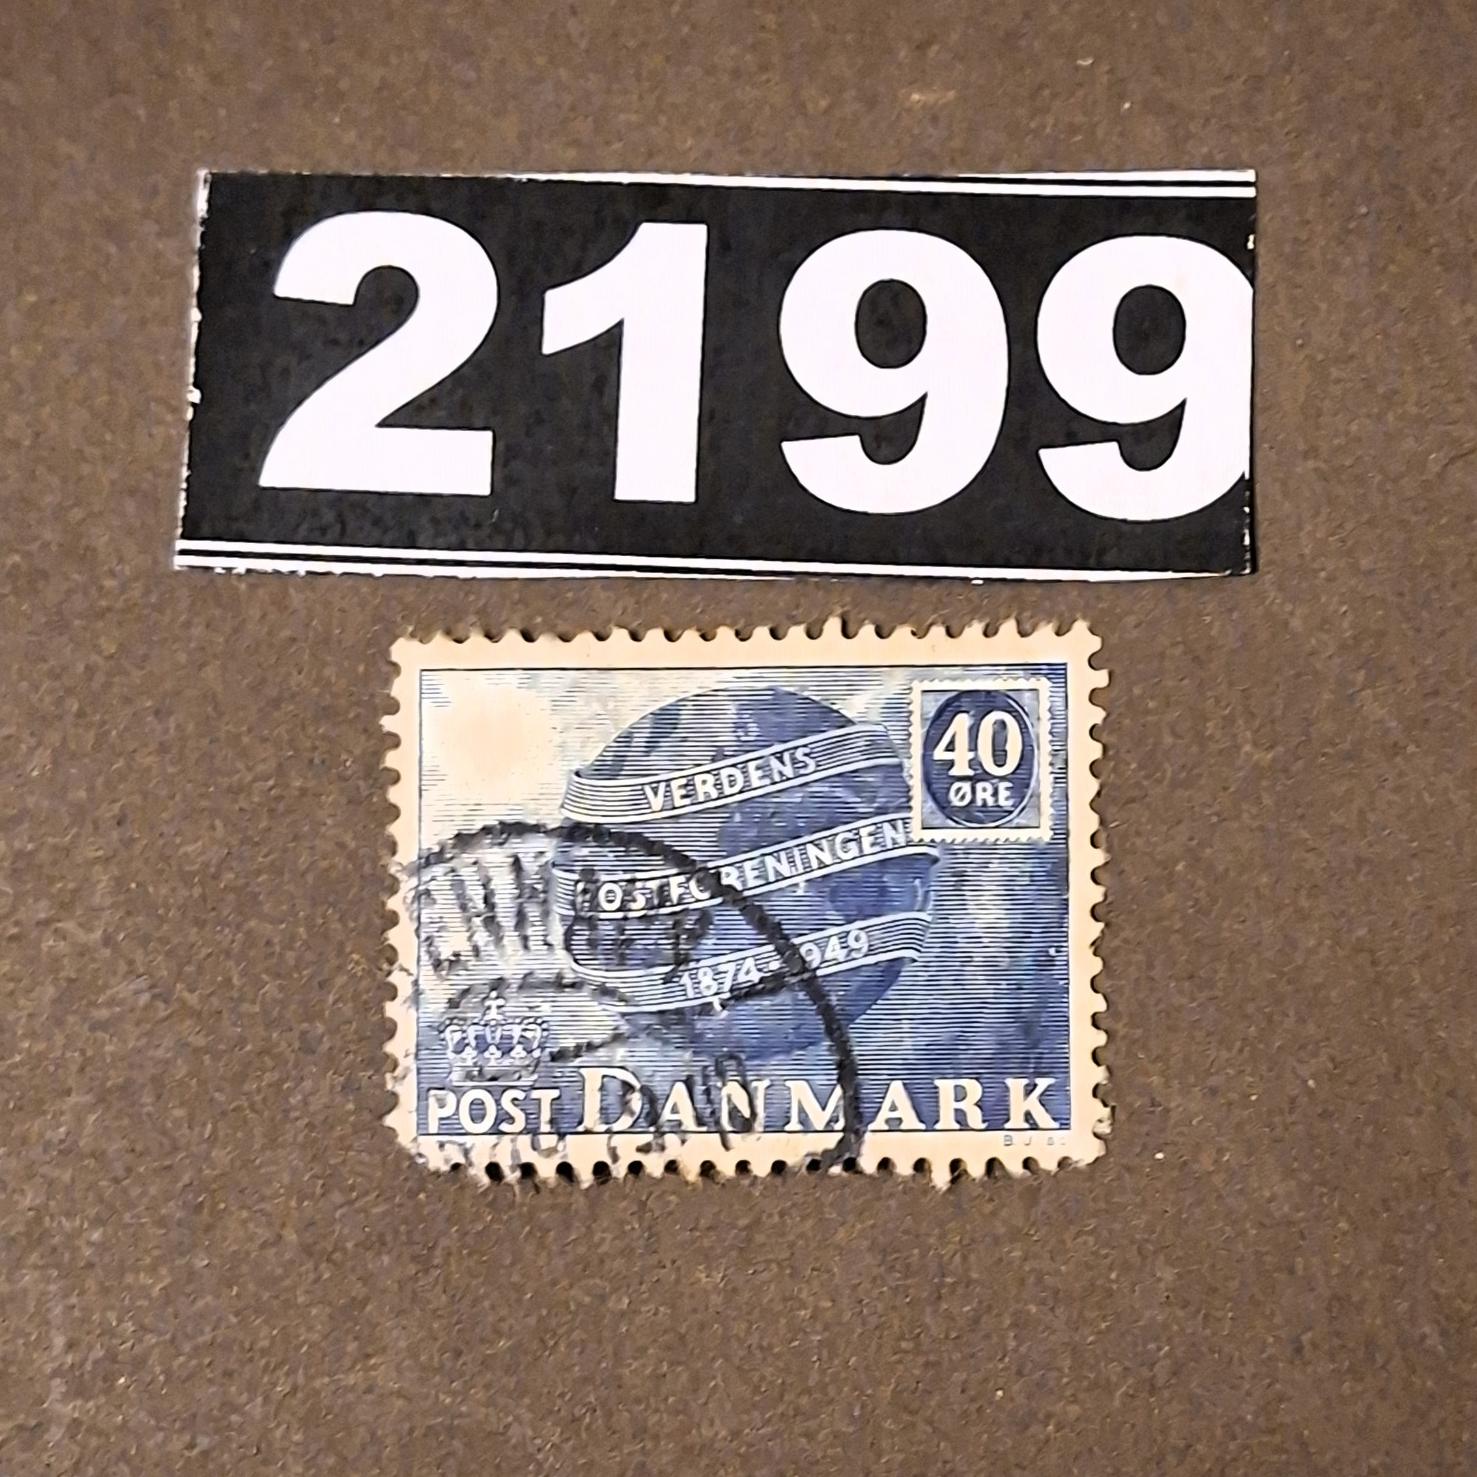 2199
40
ØRE
VERDENS
POSTFORENINGEN
1874-1949
POST DANMARK